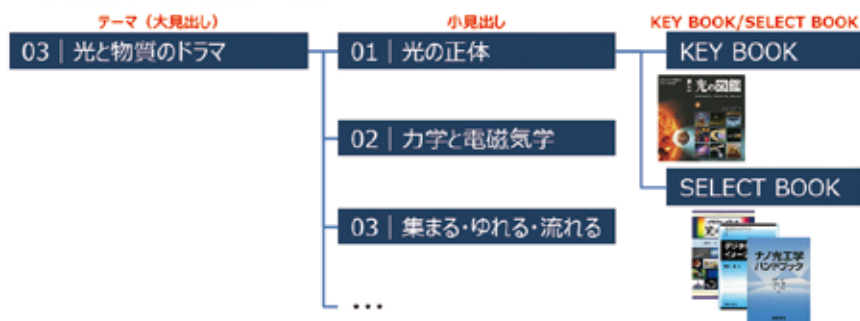 テーマ（大見出し）
小見出し
KEY BOOK/SELECT BOOK
03｜光と物質のドラマ
01｜光の正体
KEY BOOK
光の図鑑
02｜力学と電磁気学
SELECT BOOK
03｜集まる・ゆれる・流れる
ナノ光工学
ハンドブック
•••